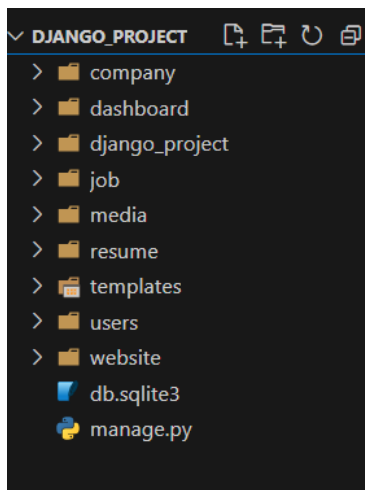 DJANGO_PROJECT
company
dashboard
django_project
job
media
resume
templates
users
website
db.sqlite3
manage.py